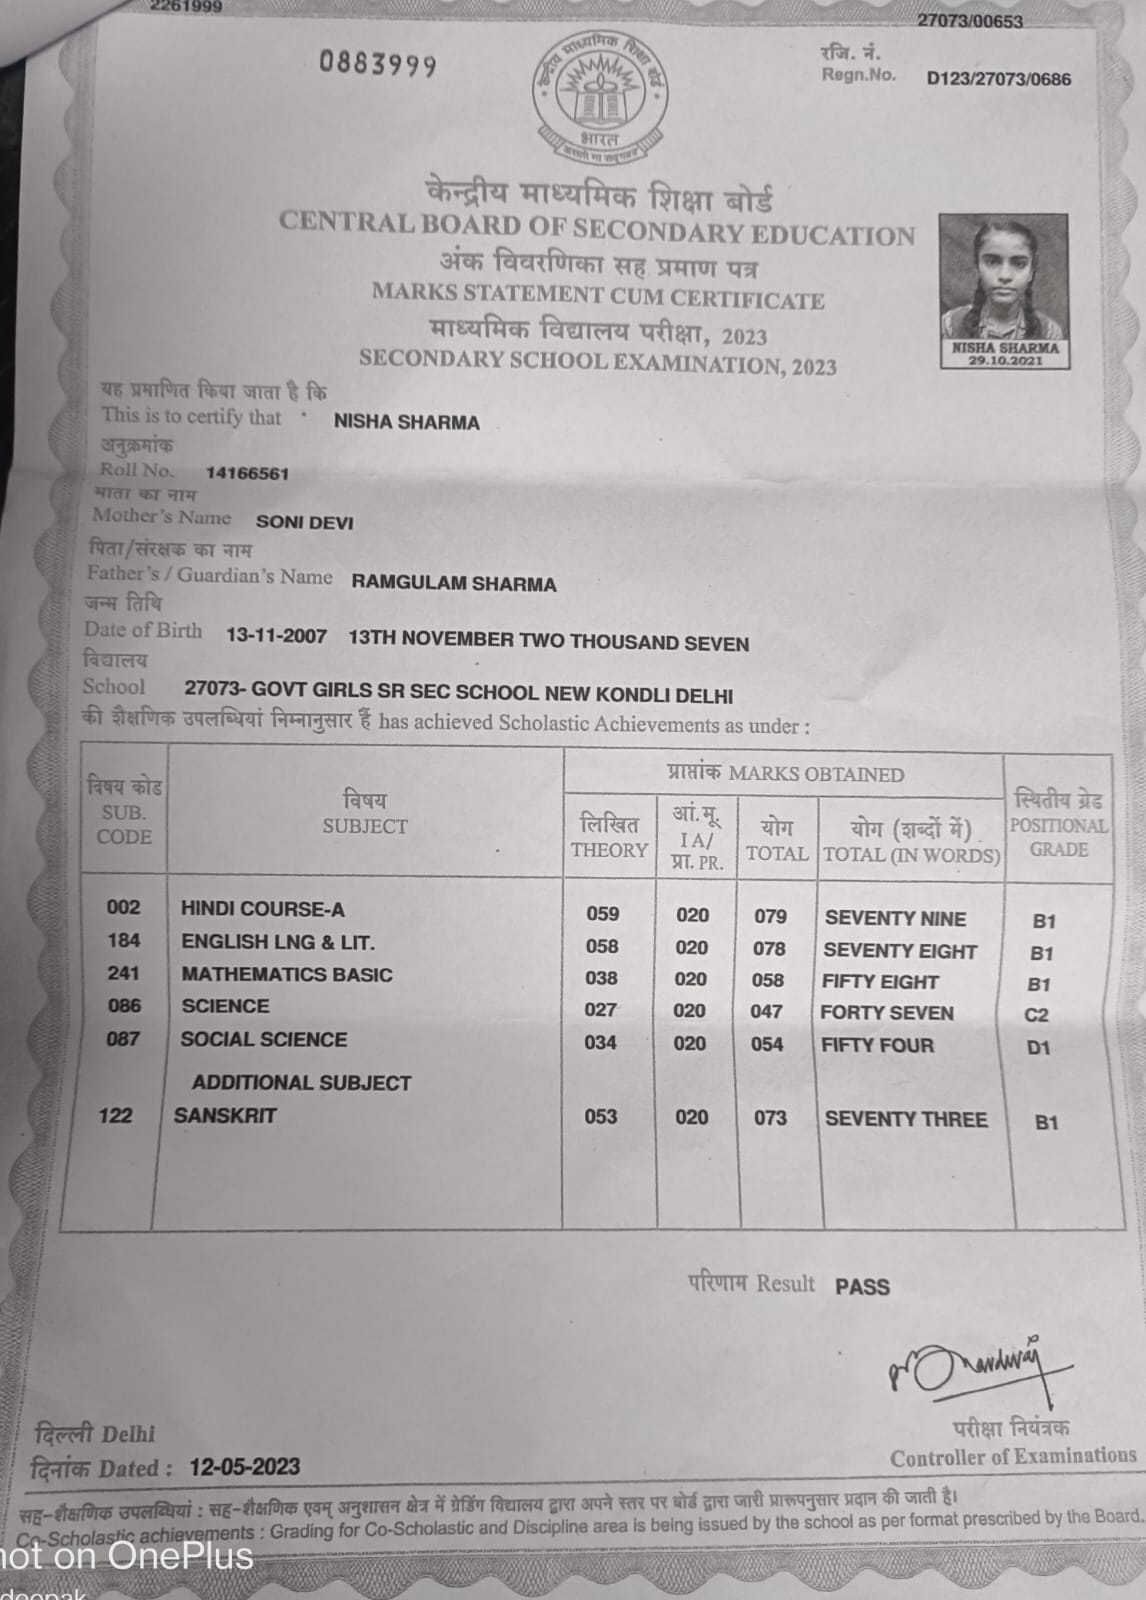 2261999
27073/00653
0883999
रजि. नं.
Regn.No. D123/27073/0686
केन्द्रीय माध्यमिक शिक्षा बोर्ड
भारत
असतो मा सद्गमय
केन्द्रीय माध्यमिक शिक्षा बोर्ड
CENTRAL BOARD OF SECONDARY EDUCATION
अंक विवरणिका सह प्रमाण पत्र
MARKS STATEMENT CUM CERTIFICATE
माध्यमिक विद्यालय परीक्षा, 2023
SECONDARY SCHOOL EXAMINATION, 2023
NISHA SHARMA
29.10.2021
यह प्रमाणित किया जाता है कि
This is to certify that NISHA SHARMA
अनुक्रमांक
Roll No. 14166561
माता का नाम
Mother's Name SONI DEVI
पिता/संरक्षक का नाम
Father's / Guardian's Name RAMGULAM SHARMA
जन्म तिथि
Date of Birth 13-11-2007 13TH NOVEMBER TWO THOUSAND SEVEN
विद्यालय
School 27073- GOVT GIRLS SR SEC SCHOOL NEW KONDLI DELHI
की शैक्षणिक उपलब्धियां निम्नानुसार हैं has achieved Scholastic Achievements as under :
विषय कोड
SUB.
CODE
विषय
SUBJECT
प्राप्तांक MARKS OBTAINED
लिखित
THEORY
आं.मू.
I A/
प्रा. PR.
योग
TOTAL
योग (शब्दों में)
TOTAL (IN WORDS)
स्थितीय ग्रेड
POSITIONAL
GRADE
002 HINDI COURSE-A 059 020 079 SEVENTY NINE B1
184 ENGLISH LNG & LIT. 058 020 078 SEVENTY EIGHT B1
241 MATHEMATICS BASIC 038 020 058 FIFTY EIGHT B1
086 SCIENCE 027 020 047 FORTY SEVEN C2
087 SOCIAL SCIENCE 034 020 054 FIFTY FOUR D1
ADDITIONAL SUBJECT
122 SANSKRIT 053 020 073 SEVENTY THREE B1
परिणाम Result PASS
दिल्ली Delhi
दिनांक Dated : 12-05-2023
परीक्षा नियंत्रक
Controller of Examinations
सह-शैक्षणिक उपलब्धियां : सह-शैक्षणिक एवम् अनुशासन क्षेत्र में ग्रेडिंग विद्यालय द्वारा अपने स्तर पर बोर्ड द्वारा जारी प्रारूपनुसार प्रदान की जाती है।
Co-Scholastic achievements : Grading for Co-Scholastic and Discipline area is being issued by the school as per format prescribed by the Board.
hot on OnePlus
deepak